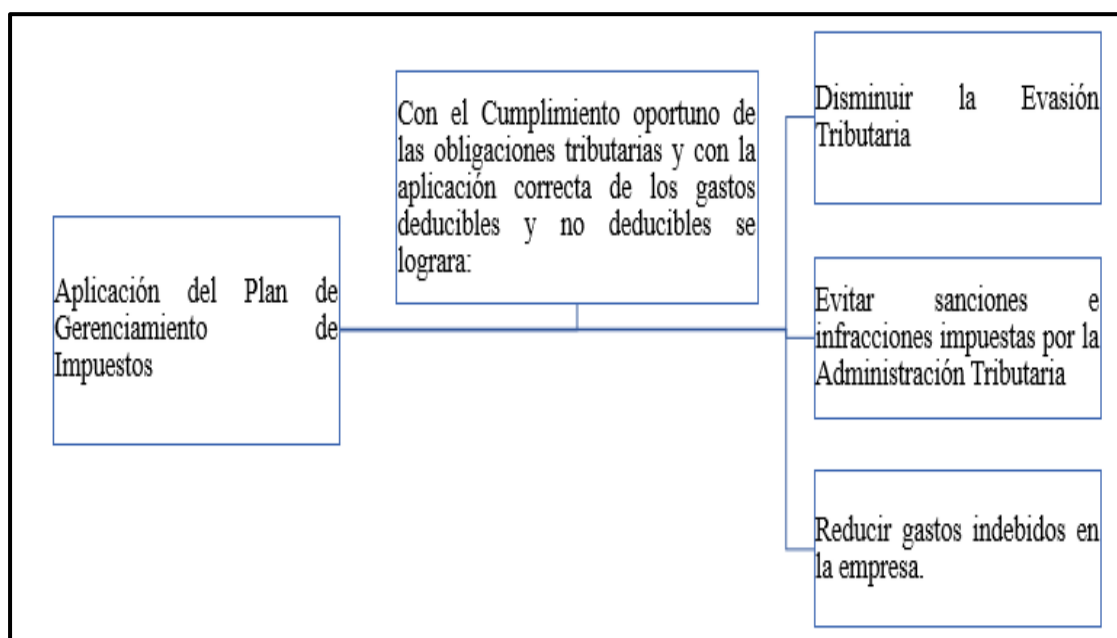 Aplicación del Plan de
Gerenciamiento de
Impuestos
Con el Cumplimiento oportuno de
las obligaciones tributarias y con la
aplicación correcta de los gastos
deducibles y no deducibles se
lograra:
Disminuir la Evasión
Tributaria
Evitar sanciones e
infracciones impuestas por la
Administración Tributaria
Reducir gastos indebidos en
la empresa.